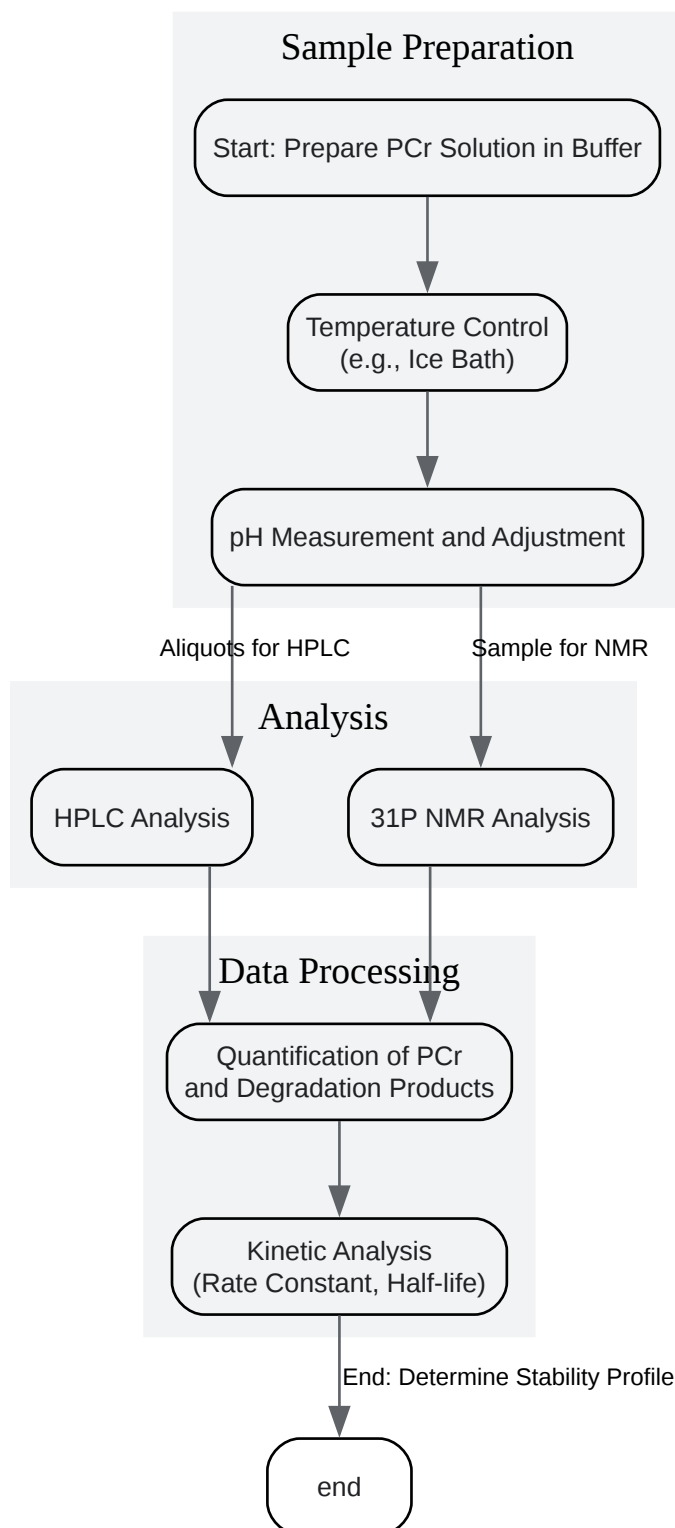 Sample Preparation
Start: Prepare PCr Solution in Buffer
Temperature Control
(e.g., Ice Bath)
pH Measurement and Adjustment
Aliquots for HPLC
Sample for NMR
Analysis
HPLC Analysis
31P NMR Analysis
Data Processing
Quantification of PCr
and Degradation Products
Kinetic Analysis
(Rate Constant, Half-life)
End: Determine Stability Profile
end